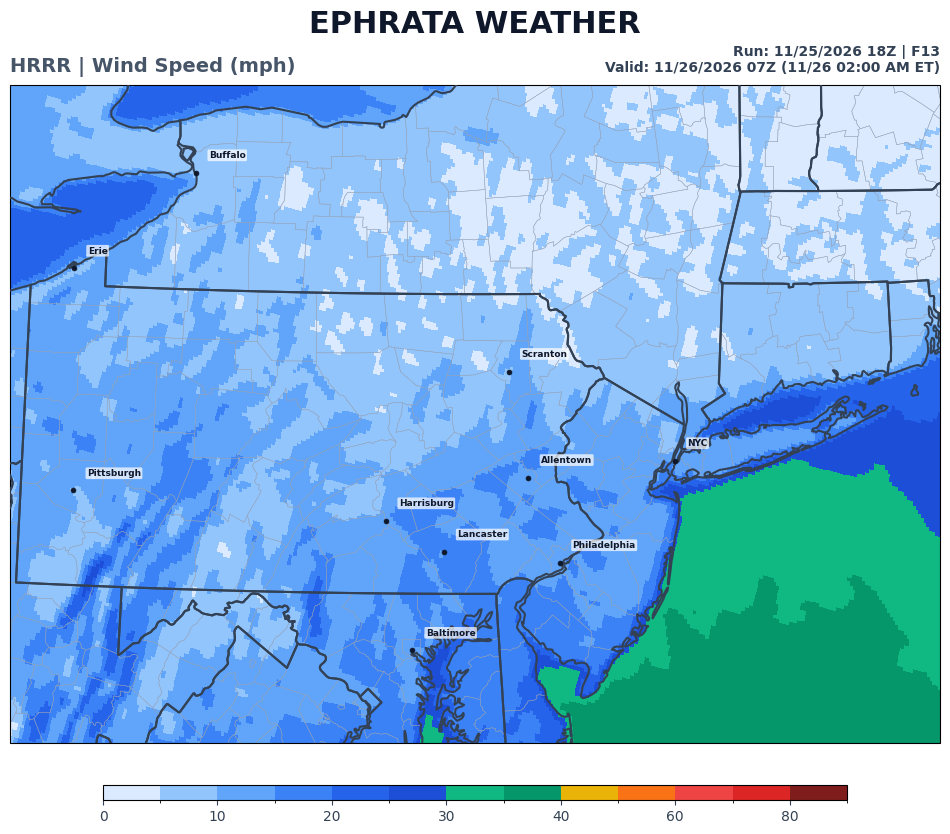 EPHRATA WEATHER
Run: 11/25/2026 18Z | F13
HRRR | Wind Speed (mph)
Valid: 11/26/2026 07Z (11/26 02:00 AM ET)
Buffalo
Erie
Scranton
NYC
Allentown
Pittsburgh
Harrisburg
Lancaster
Philadelphia
Baltimore
0 10 20 30 40 50 60 70 80